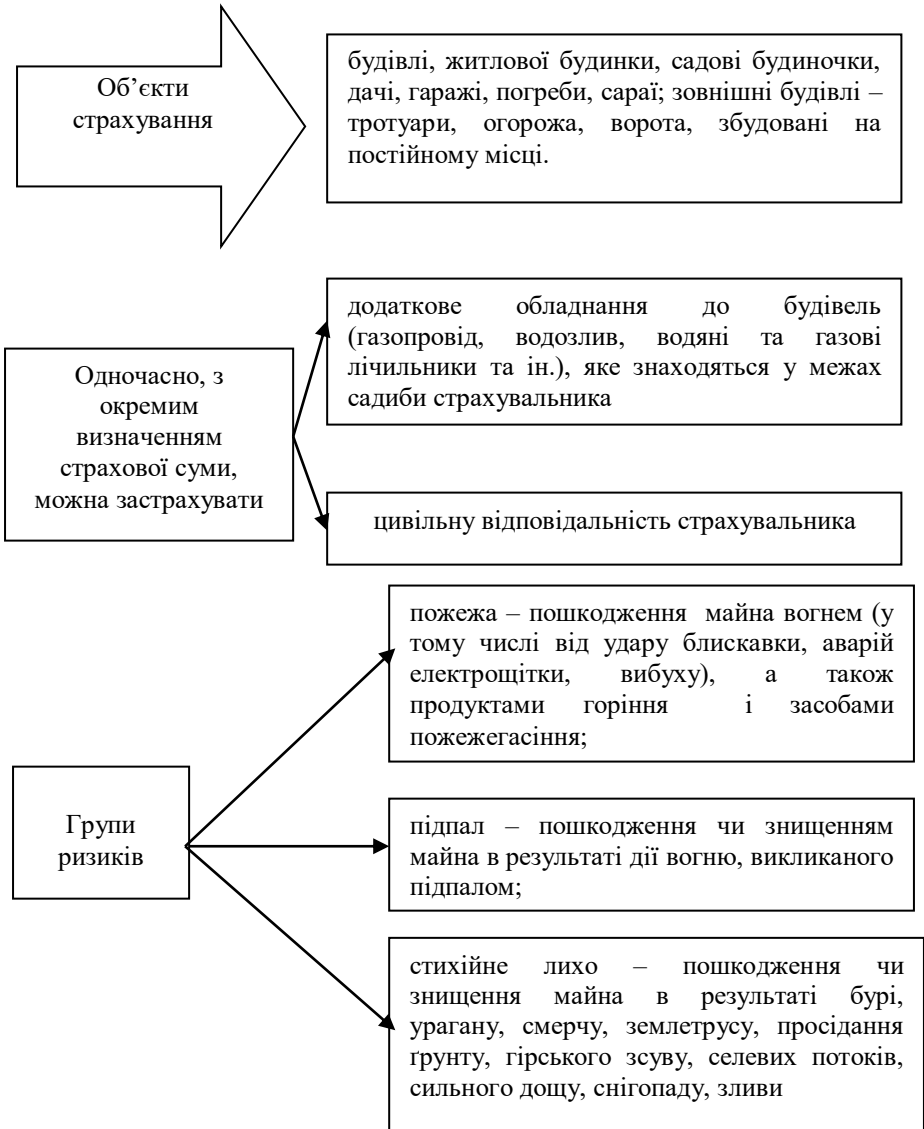 Об’єкти
страхування
будівлі, житлової будинки, садові будиночки,
дачі, гаражі, погреби, сараї; зовнішні будівлі –
тротуари, огорожа, ворота, збудовані на
постійному місці.
Одночасно, з
окремим
визначенням
страхової суми,
можна застрахувати
додаткове обладнання до будівель
(газопровід, водозлив, водяні та газові
лічильники та ін.), яке знаходяться у межах
садиби страхувальника
цивільну відповідальність страхувальника
Групи
ризиків
пожежа – пошкодження майна вогнем (у
тому числі від удару блискавки, аварій
електрощітки, вибуху), а також
продуктами горіння і засобами
пожежегасіння;
підпал – пошкодження чи знищенням
майна в результаті дії вогню, викликаного
підпалом;
стихійне лихо – пошкодження чи
знищення майна в результаті бурі,
урагану, смерчу, землетрусу, просідання
ґрунту, гірського зсуву, селевих потоків,
сильного дощу, снігопаду, зливи